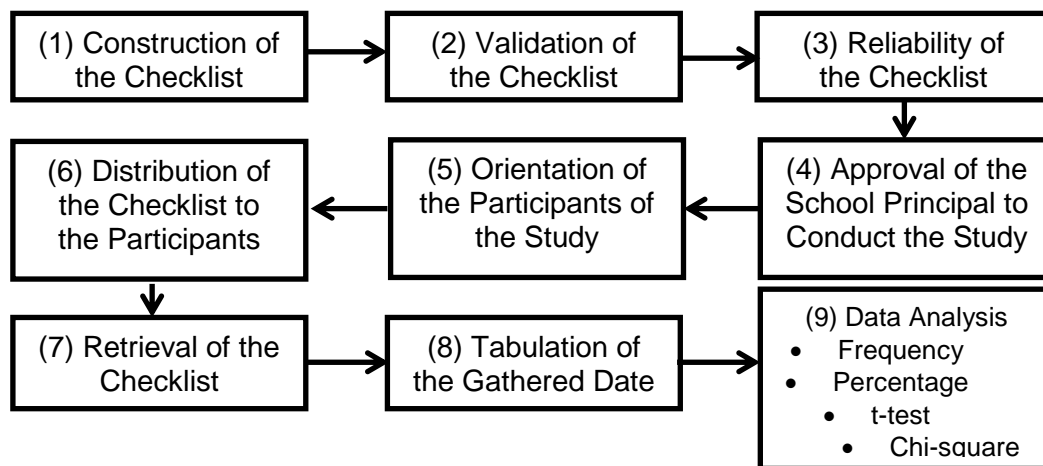 (1) Construction of
the Checklist
(2) Validation of
the Checklist
(3) Reliability of
the Checklist
(4) Approval of the
School Principal to
Conduct the Study
(5) Orientation of
the Participants of
the Study
(6) Distribution of
the Checklist to
the Participants
(7) Retrieval of the
Checklist
(8) Tabulation of
the Gathered Date
(9) Data Analysis
• Frequency
• Percentage
• t-test
• Chi-square